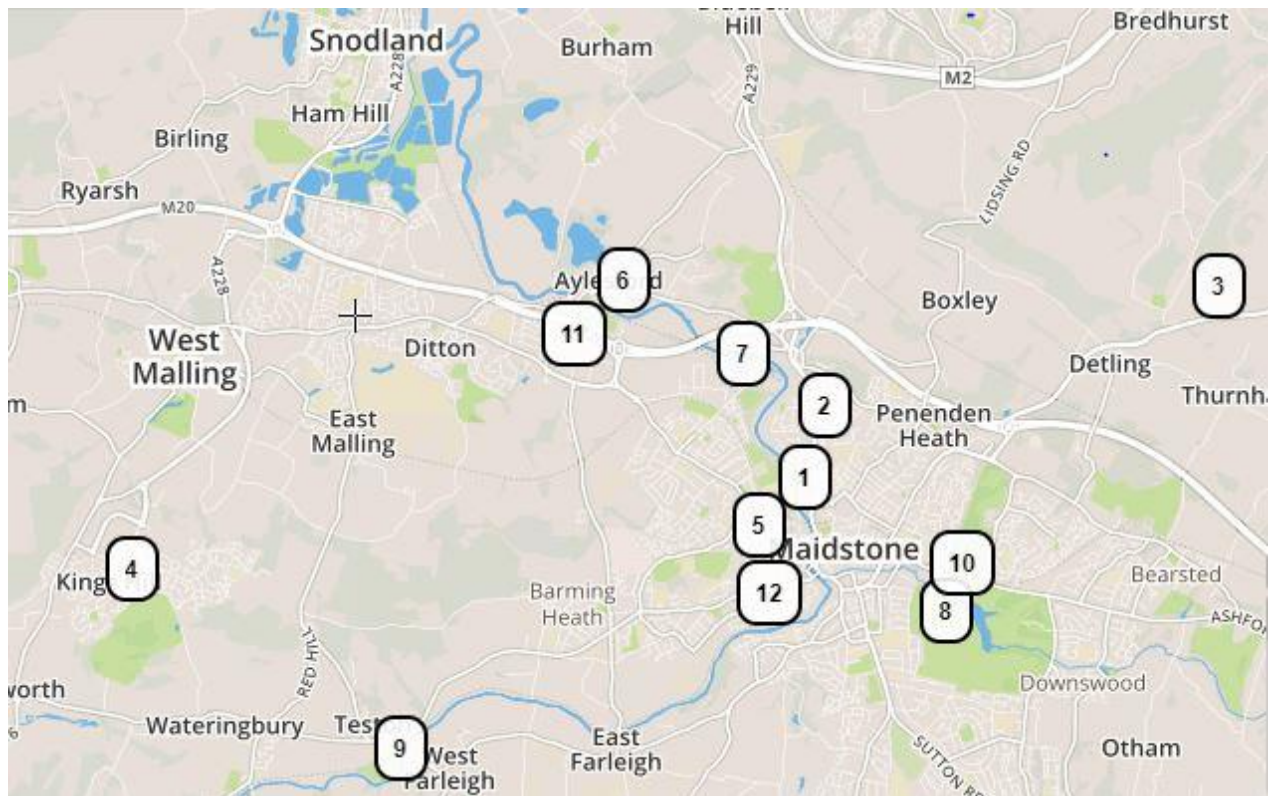 Hill
Bredhurst
Snodland
Burham
A228
A229
M2
Ham Hill
Birling
LIDSING RD
Ryarsh
M20
A228
6
3
Boxley
11
7
West
Malling
Ditton
Detling
2
Thurnh
m
East
Malling
Penenden
Heath
1
5
Maidstone
10
4
12
Barming
Heath
Bearsted
8
ASHFO
RED HILL
worth
Downswood
Wateringbury
Test
9
West
Farleigh
East
Farleigh
SUTTON RD
Otham